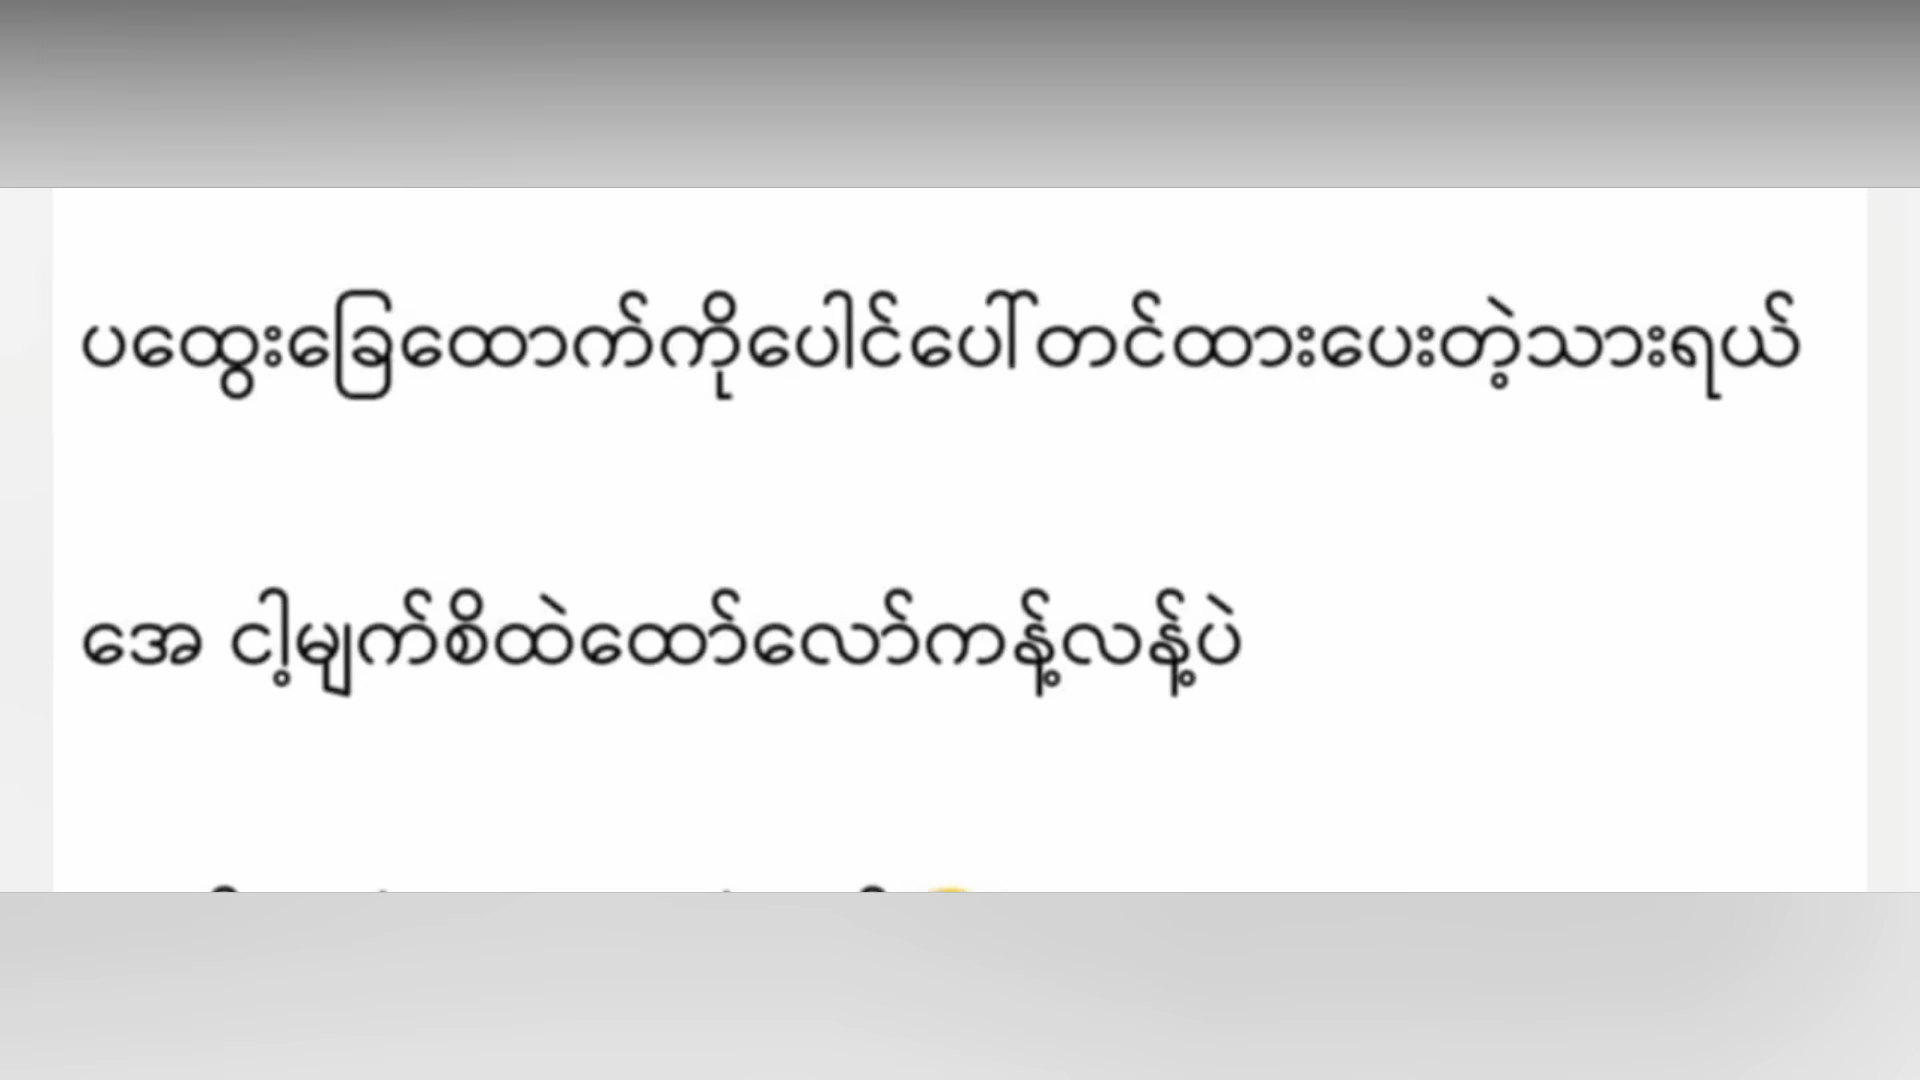 ပထွေးခြေထောက်ကိုပေါင်ပေါ်တင်ထားပေးတဲ့သားရယ်
အေ ငါ့မျက်စိထဲထော်လော်ကန့်လန့်ပဲ